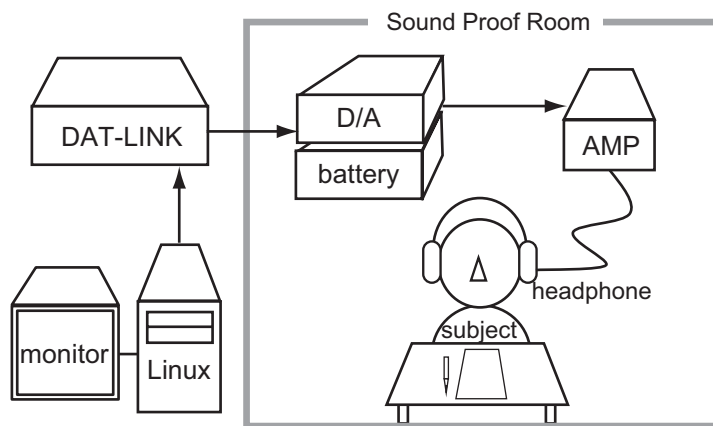 Sound Proof Room
DAT-LINK
D/A
battery
AMP
headphone
subject
monitor
Linux